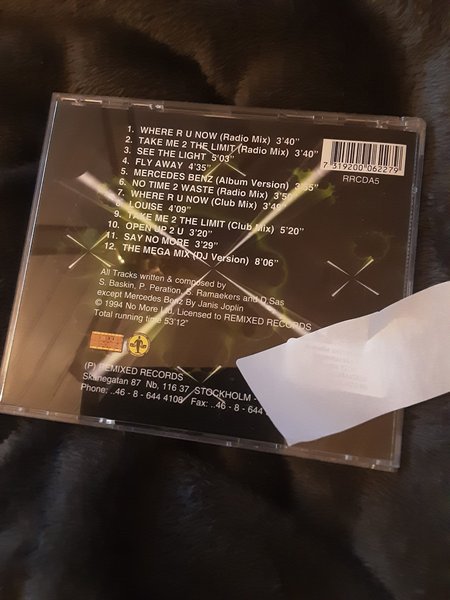 1. WHERE R U NOW (Radio Mix) 3'40"
2. TAKE ME 2 THE LIMIT (Radio Mix) 3'40"
3. SEE THE LIGHT 5'03"
4. FLY AWAY 4'35"
5. MERCEDES BENZ (Album Version) 3'55"
6. NO TIME 2 WASTE (Radio Mix) 3'50"
7. WHERE R U NOW (Club Mix) 3'49"
8. LOUISE 4'09"
9. TAKE ME 2 THE LIMIT (Club Mix) 5'20"
10. OPEN UP 2 U 3'20"
11. SAY NO MORE 3'29"
12. THE MEGA MIX (DJ Version) 8'06"
7 319200 062279
RRCDA5
All Tracks written & composed by
S. Baskin, P. Peration, S. Ramaekers and D.Sas
except Mercedes Benz By Janis Joplin
© 1994 No More Ltd, Licensed to REMIXED RECORDS
Total running time 53'12"
(P) REMIXED RECORDS
Skånegatan 87 Nb, 116 37 STOCKHOLM -
Phone; ..46 - 8 - 644 4108 Fax: ..46 - 8 - 644